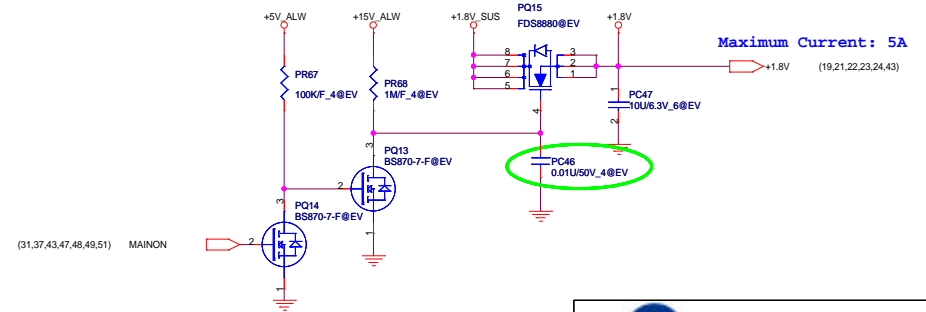 PQ15
+5V_ALW
+15V_ALW
+1.8V_SUS
FDS8880@EV
+1.8V
Maximum Current: 5A
8
7
6
5
3
2
1
+1.8V
(19,21,22,23,24,43)
PR67
100K/F_4@EV
PR68
1M/F_4@EV
4
1
PC47
10U/6.3V_6@EV
2
3
PQ13
BS870-7-F@EV
PC46
0.01U/50V_4@EV
2
3
PQ14
BS870-7-F@EV
1
(31,37,43,47,48,49,51)
MAINON
2
1